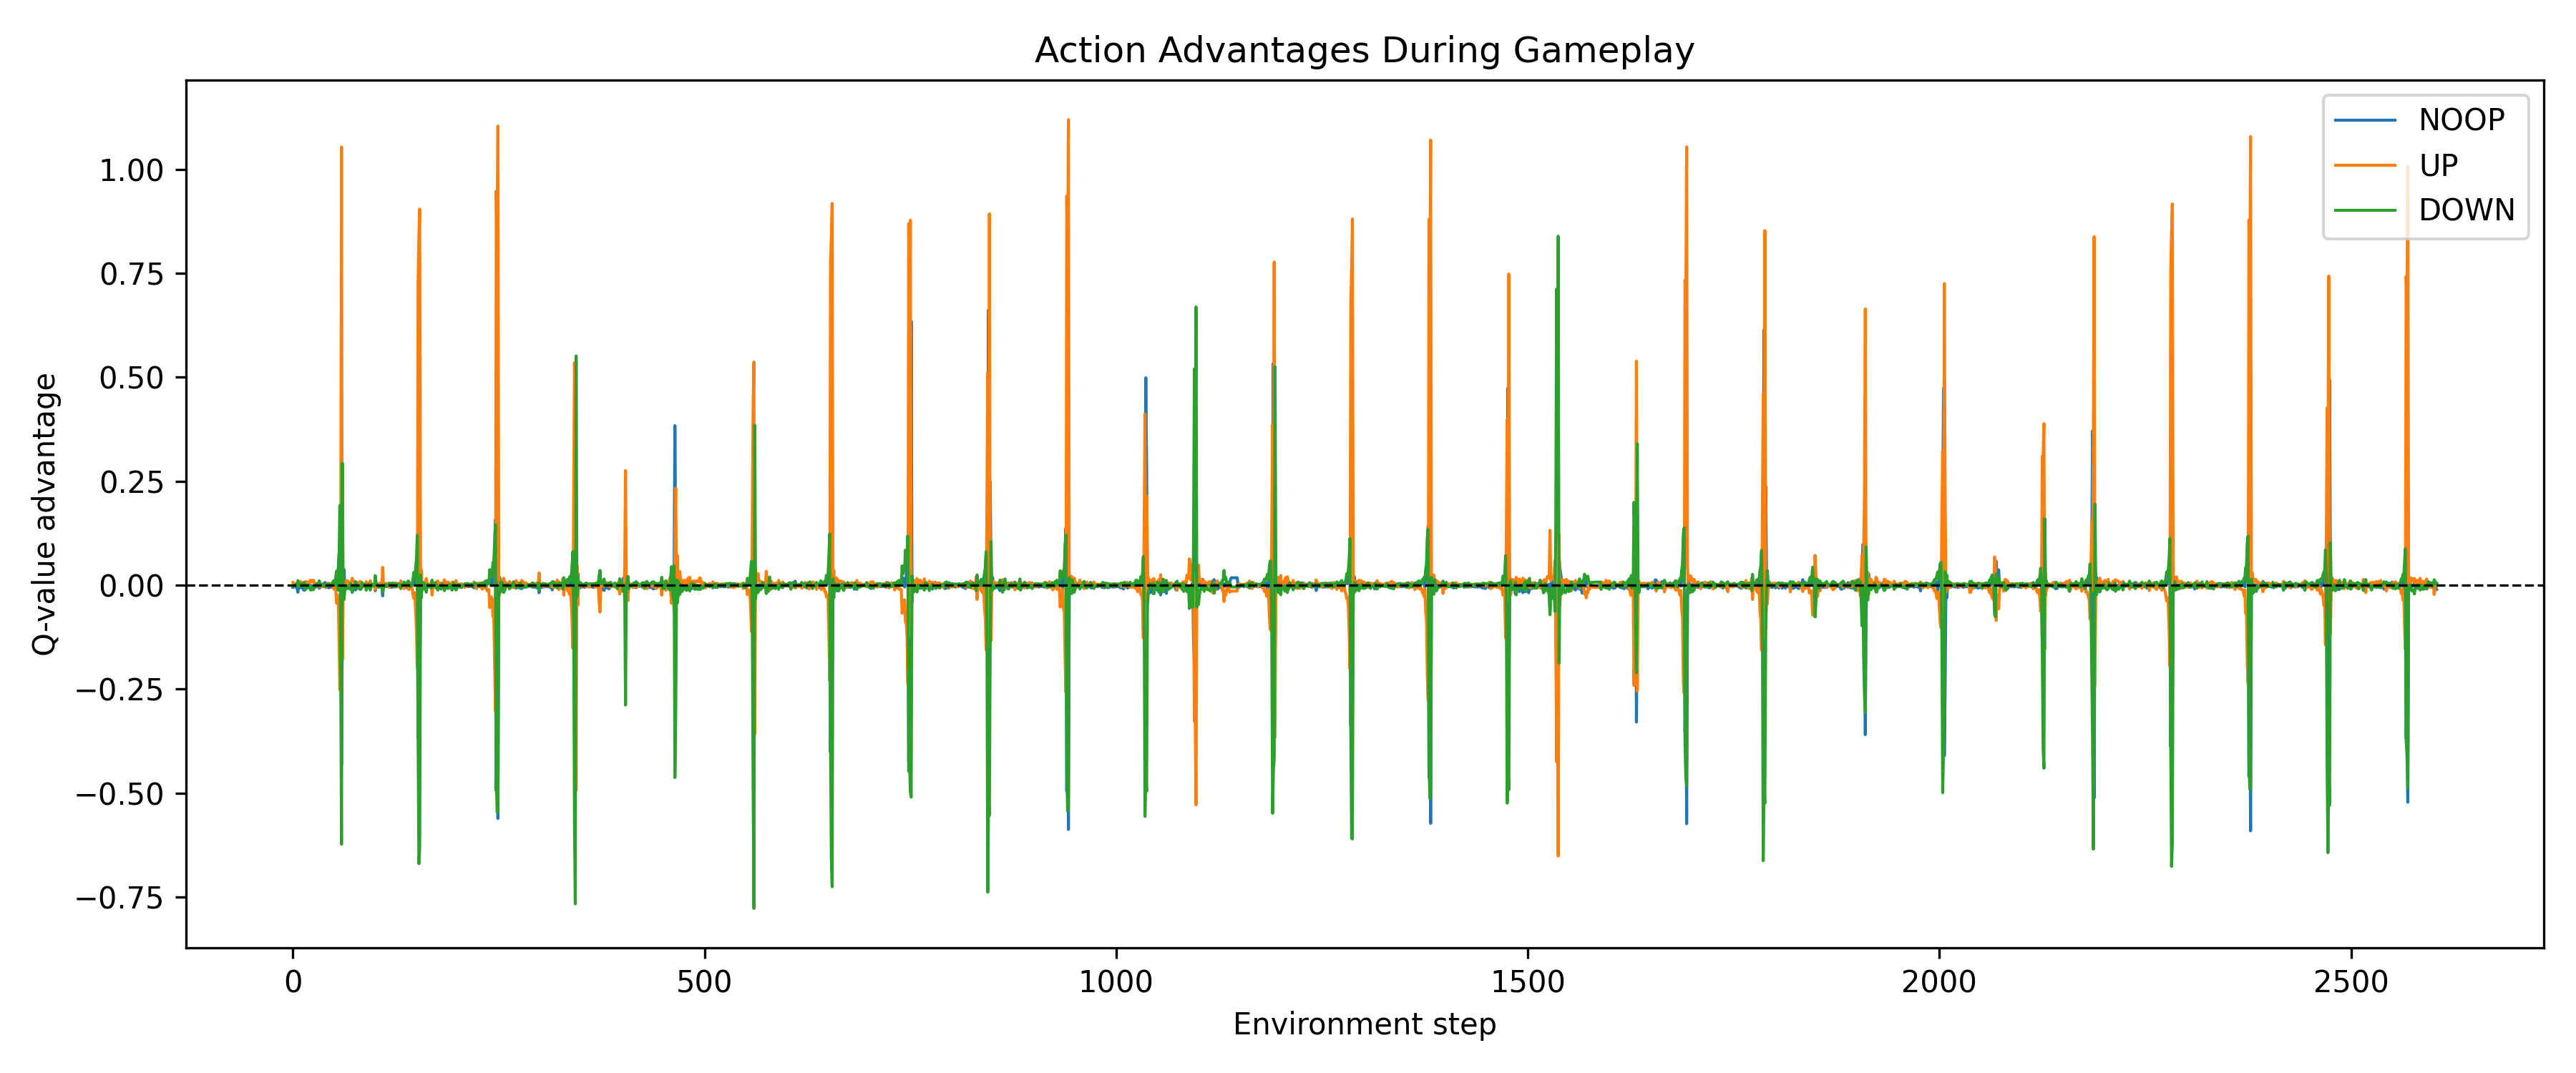 Action Advantages During Gameplay
NOOP
UP
DOWN
1.00
0.75
0.50
0.25
0.00
−0.25
−0.50
−0.75
Q-value advantage
0
500
1000
1500
2000
2500
Environment step